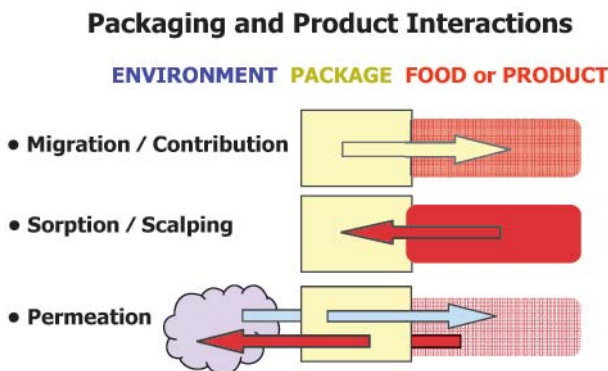 Packaging and Product Interactions
ENVIRONMENT PACKAGE FOOD or PRODUCT
• Migration / Contribution
• Sorption / Scalping
• Permeation